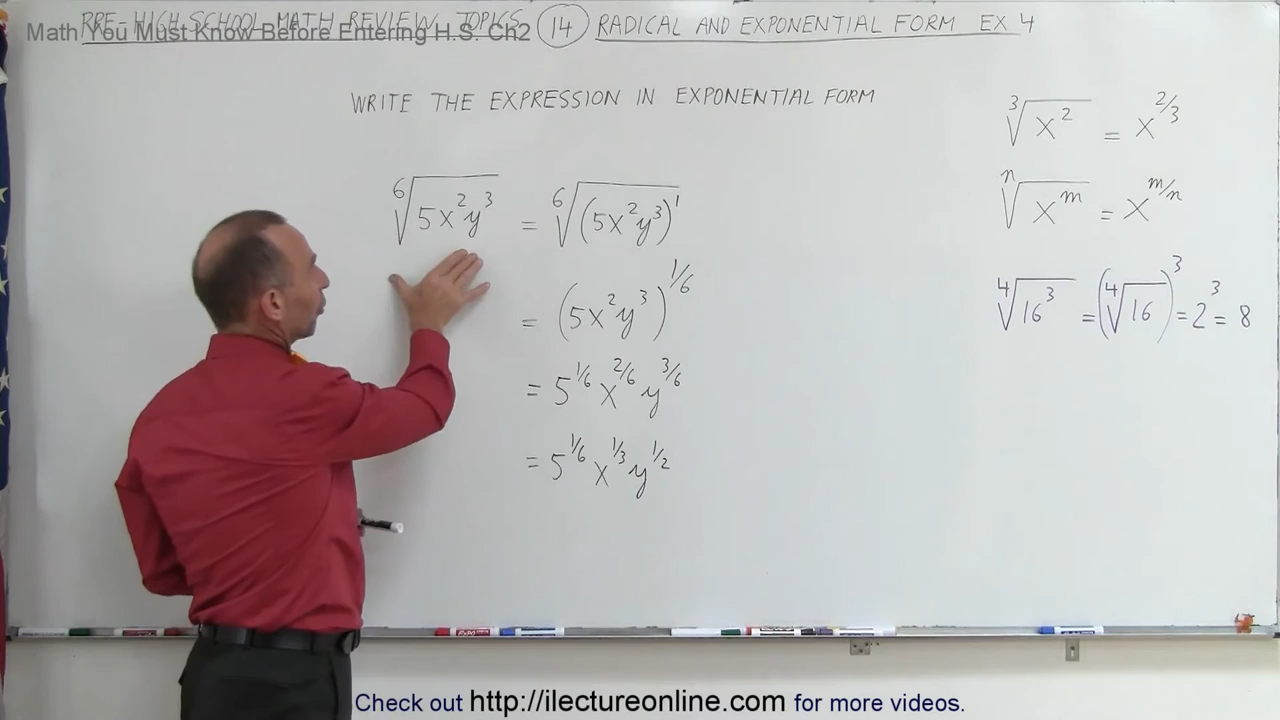 PRE-HIGH SCHOOL MATH REVIEW TOPICS 14 RADICAL AND EXPONENTIAL FORM EX 4
Math You Must Know Before Entering H.S. Ch2
WRITE THE EXPRESSION IN EXPONENTIAL FORM
⁶√(5x²y³) = ⁶√((5x²y³)¹)
= (5x²y³)^(1/6)
= 5^(1/6) x^(2/6) y^(3/6)
= 5^(1/6) x^(1/3) y^(1/2)
³√(x²) = x^(2/3)
ⁿ√(x^m) = x^(m/n)
⁴√(16³) = (⁴√16)³ = 2³ = 8
Check out http://ilectureonline.com for more videos.